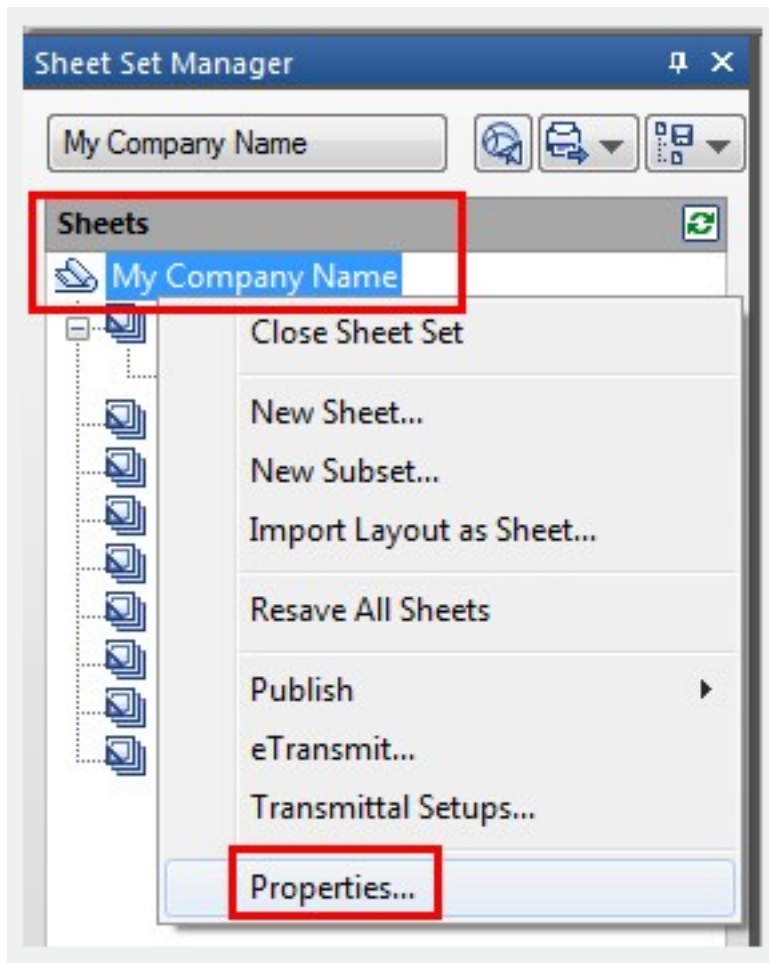 Sheet Set Manager
My Company Name
Sheets
My Company Name
Close Sheet Set
New Sheet...
New Subset...
Import Layout as Sheet...
Resave All Sheets
Publish
eTransmit...
Transmittal Setups...
Properties...